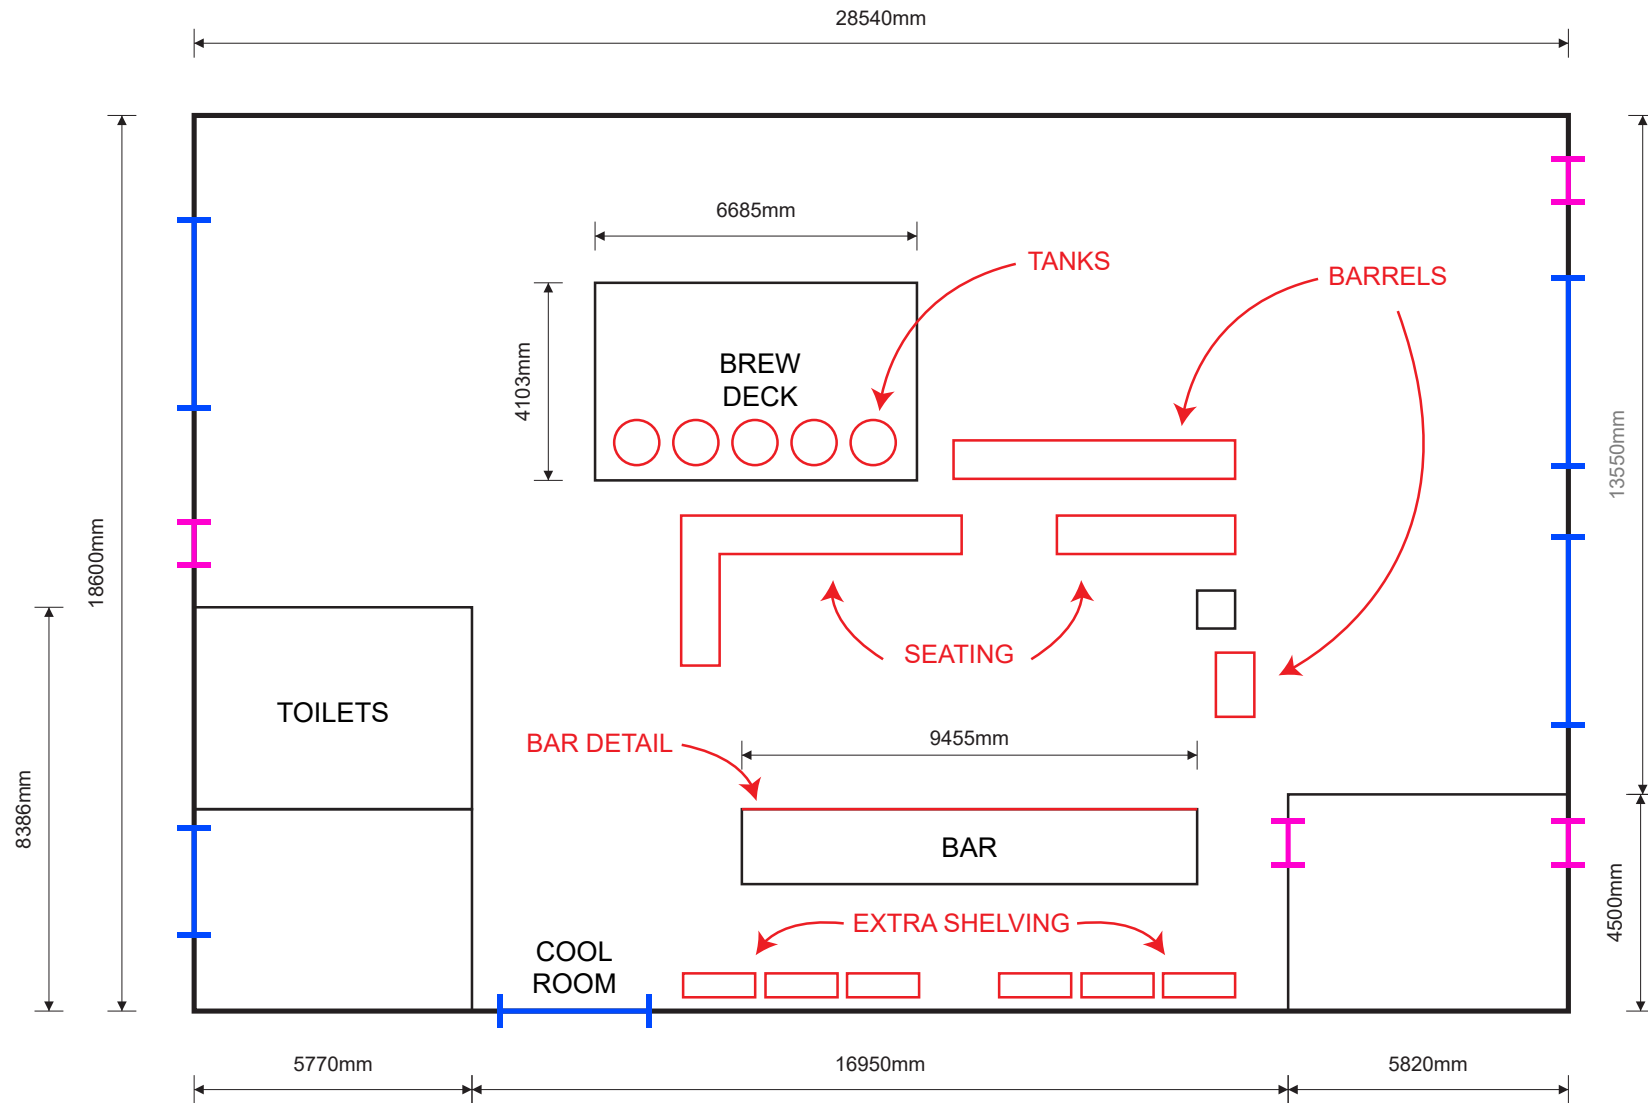 28540mm
6685mm
TANKS
BARRELS
4103mm
BREW
DECK
13550mm
18600mm
SEATING
TOILETS
BAR DETAIL
9455mm
8386mm
BAR
4500mm
EXTRA SHELVING
COOL
ROOM
5770mm
16950mm
5820mm